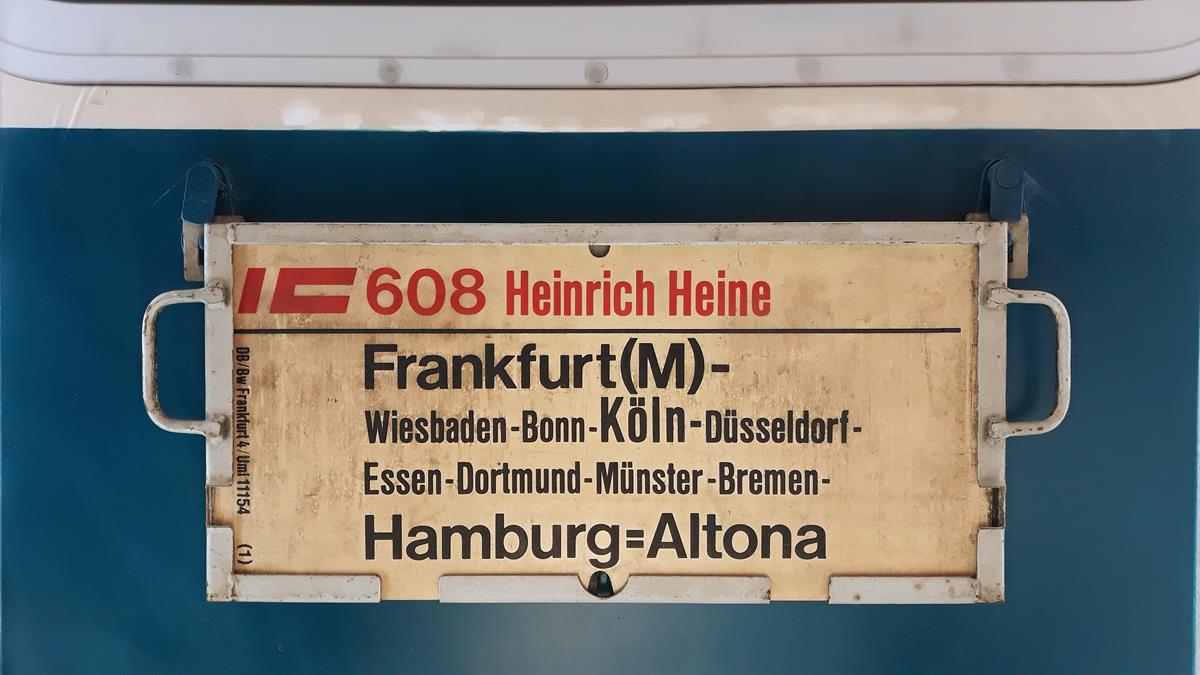 IC 608 Heinrich Heine
Frankfurt(M)-
Wiesbaden-Bonn-Köln-Düsseldorf-
Essen-Dortmund-Münster-Bremen-
Hamburg=Altona
DB/Bw Frankfurt 4/Uml 11154 (1)